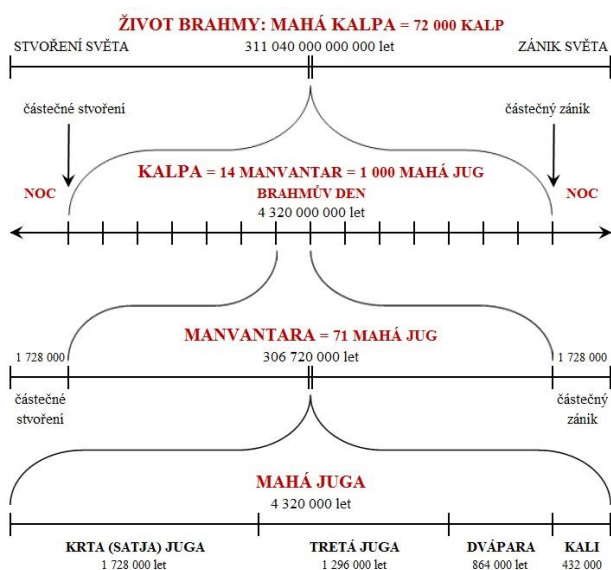 ŽIVOT BRAHMY: MAHÁ KALPA = 72 000 KALP
STVOŘENÍ SVĚTA
311 040 000 000 000 let
ZÁNIK SVĚTA
částečné stvoření
částečný zánik
KALPA = 14 MANVANTAR = 1 000 MAHÁ JUG
NOC
BRAHMŮV DEN
NOC
4 320 000 000 let
MANVANTARA = 71 MAHÁ JUG
1 728 000
306 720 000 let
1 728 000
částečné
stvoření
částečný
zánik
MAHÁ JUGA
4 320 000 let
KRTA (SATJA) JUGA
TRETÁ JUGA
DVÁPARA
KALI
1 728 000 let
1 296 000 let
864 000 let
432 000